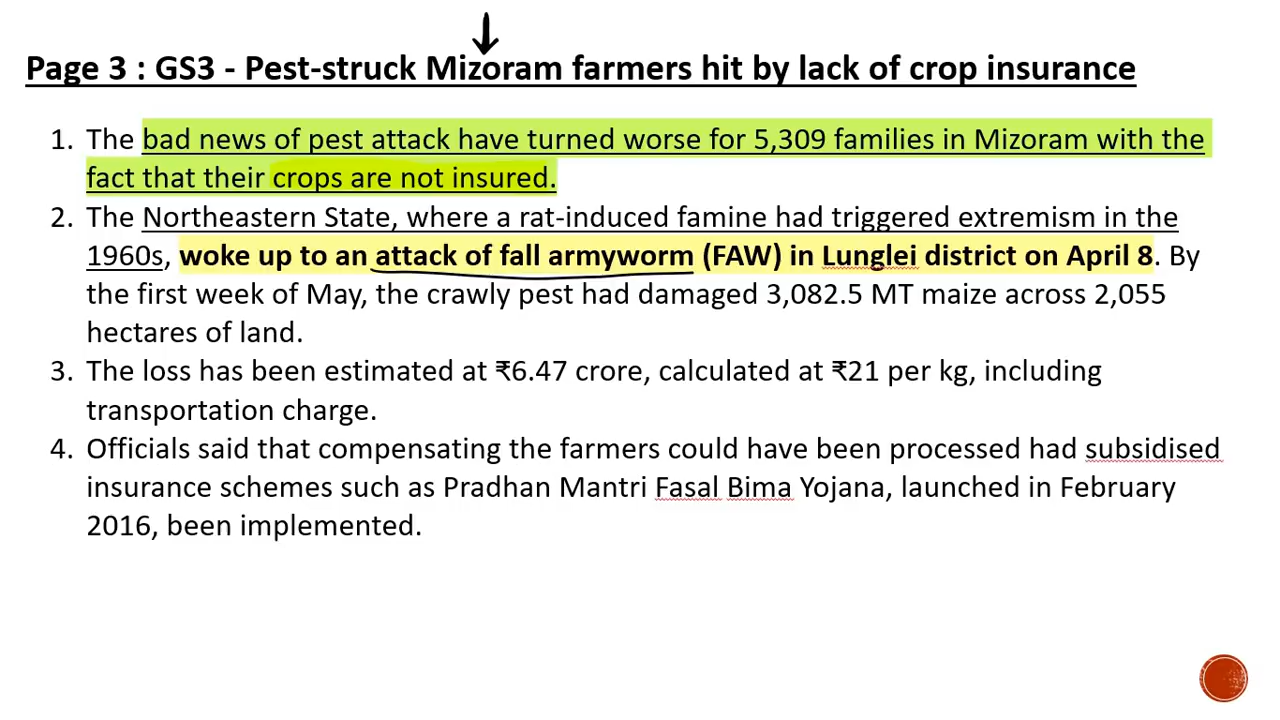 Page 3 : GS3 - Pest-struck Mizoram farmers hit by lack of crop insurance
1. The bad news of pest attack have turned worse for 5,309 families in Mizoram with the
fact that their crops are not insured.
2. The Northeastern State, where a rat-induced famine had triggered extremism in the
1960s, woke up to an attack of fall armyworm (FAW) in Lunglei district on April 8. By
the first week of May, the crawly pest had damaged 3,082.5 MT maize across 2,055
hectares of land.
3. The loss has been estimated at ₹6.47 crore, calculated at ₹21 per kg, including
transportation charge.
4. Officials said that compensating the farmers could have been processed had subsidised
insurance schemes such as Pradhan Mantri Fasal Bima Yojana, launched in February
2016, been implemented.